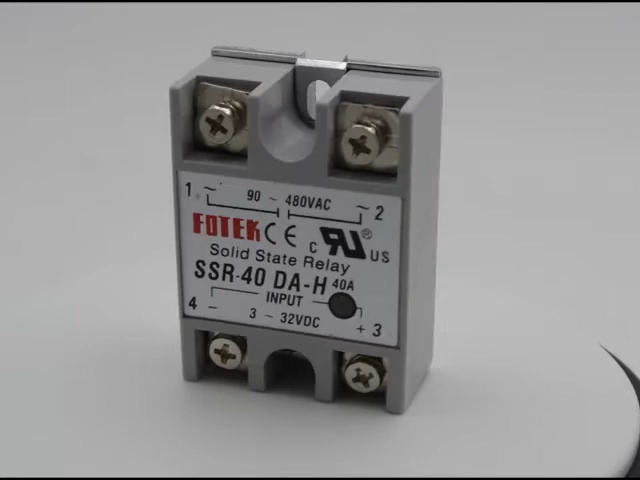 1 ~ 90 ~ 480VAC ~ 2
FOTEK CE C RU ® US
Solid State Relay
SSR-40 DA-H 40A
4 - INPUT
3 ~ 32VDC + 3